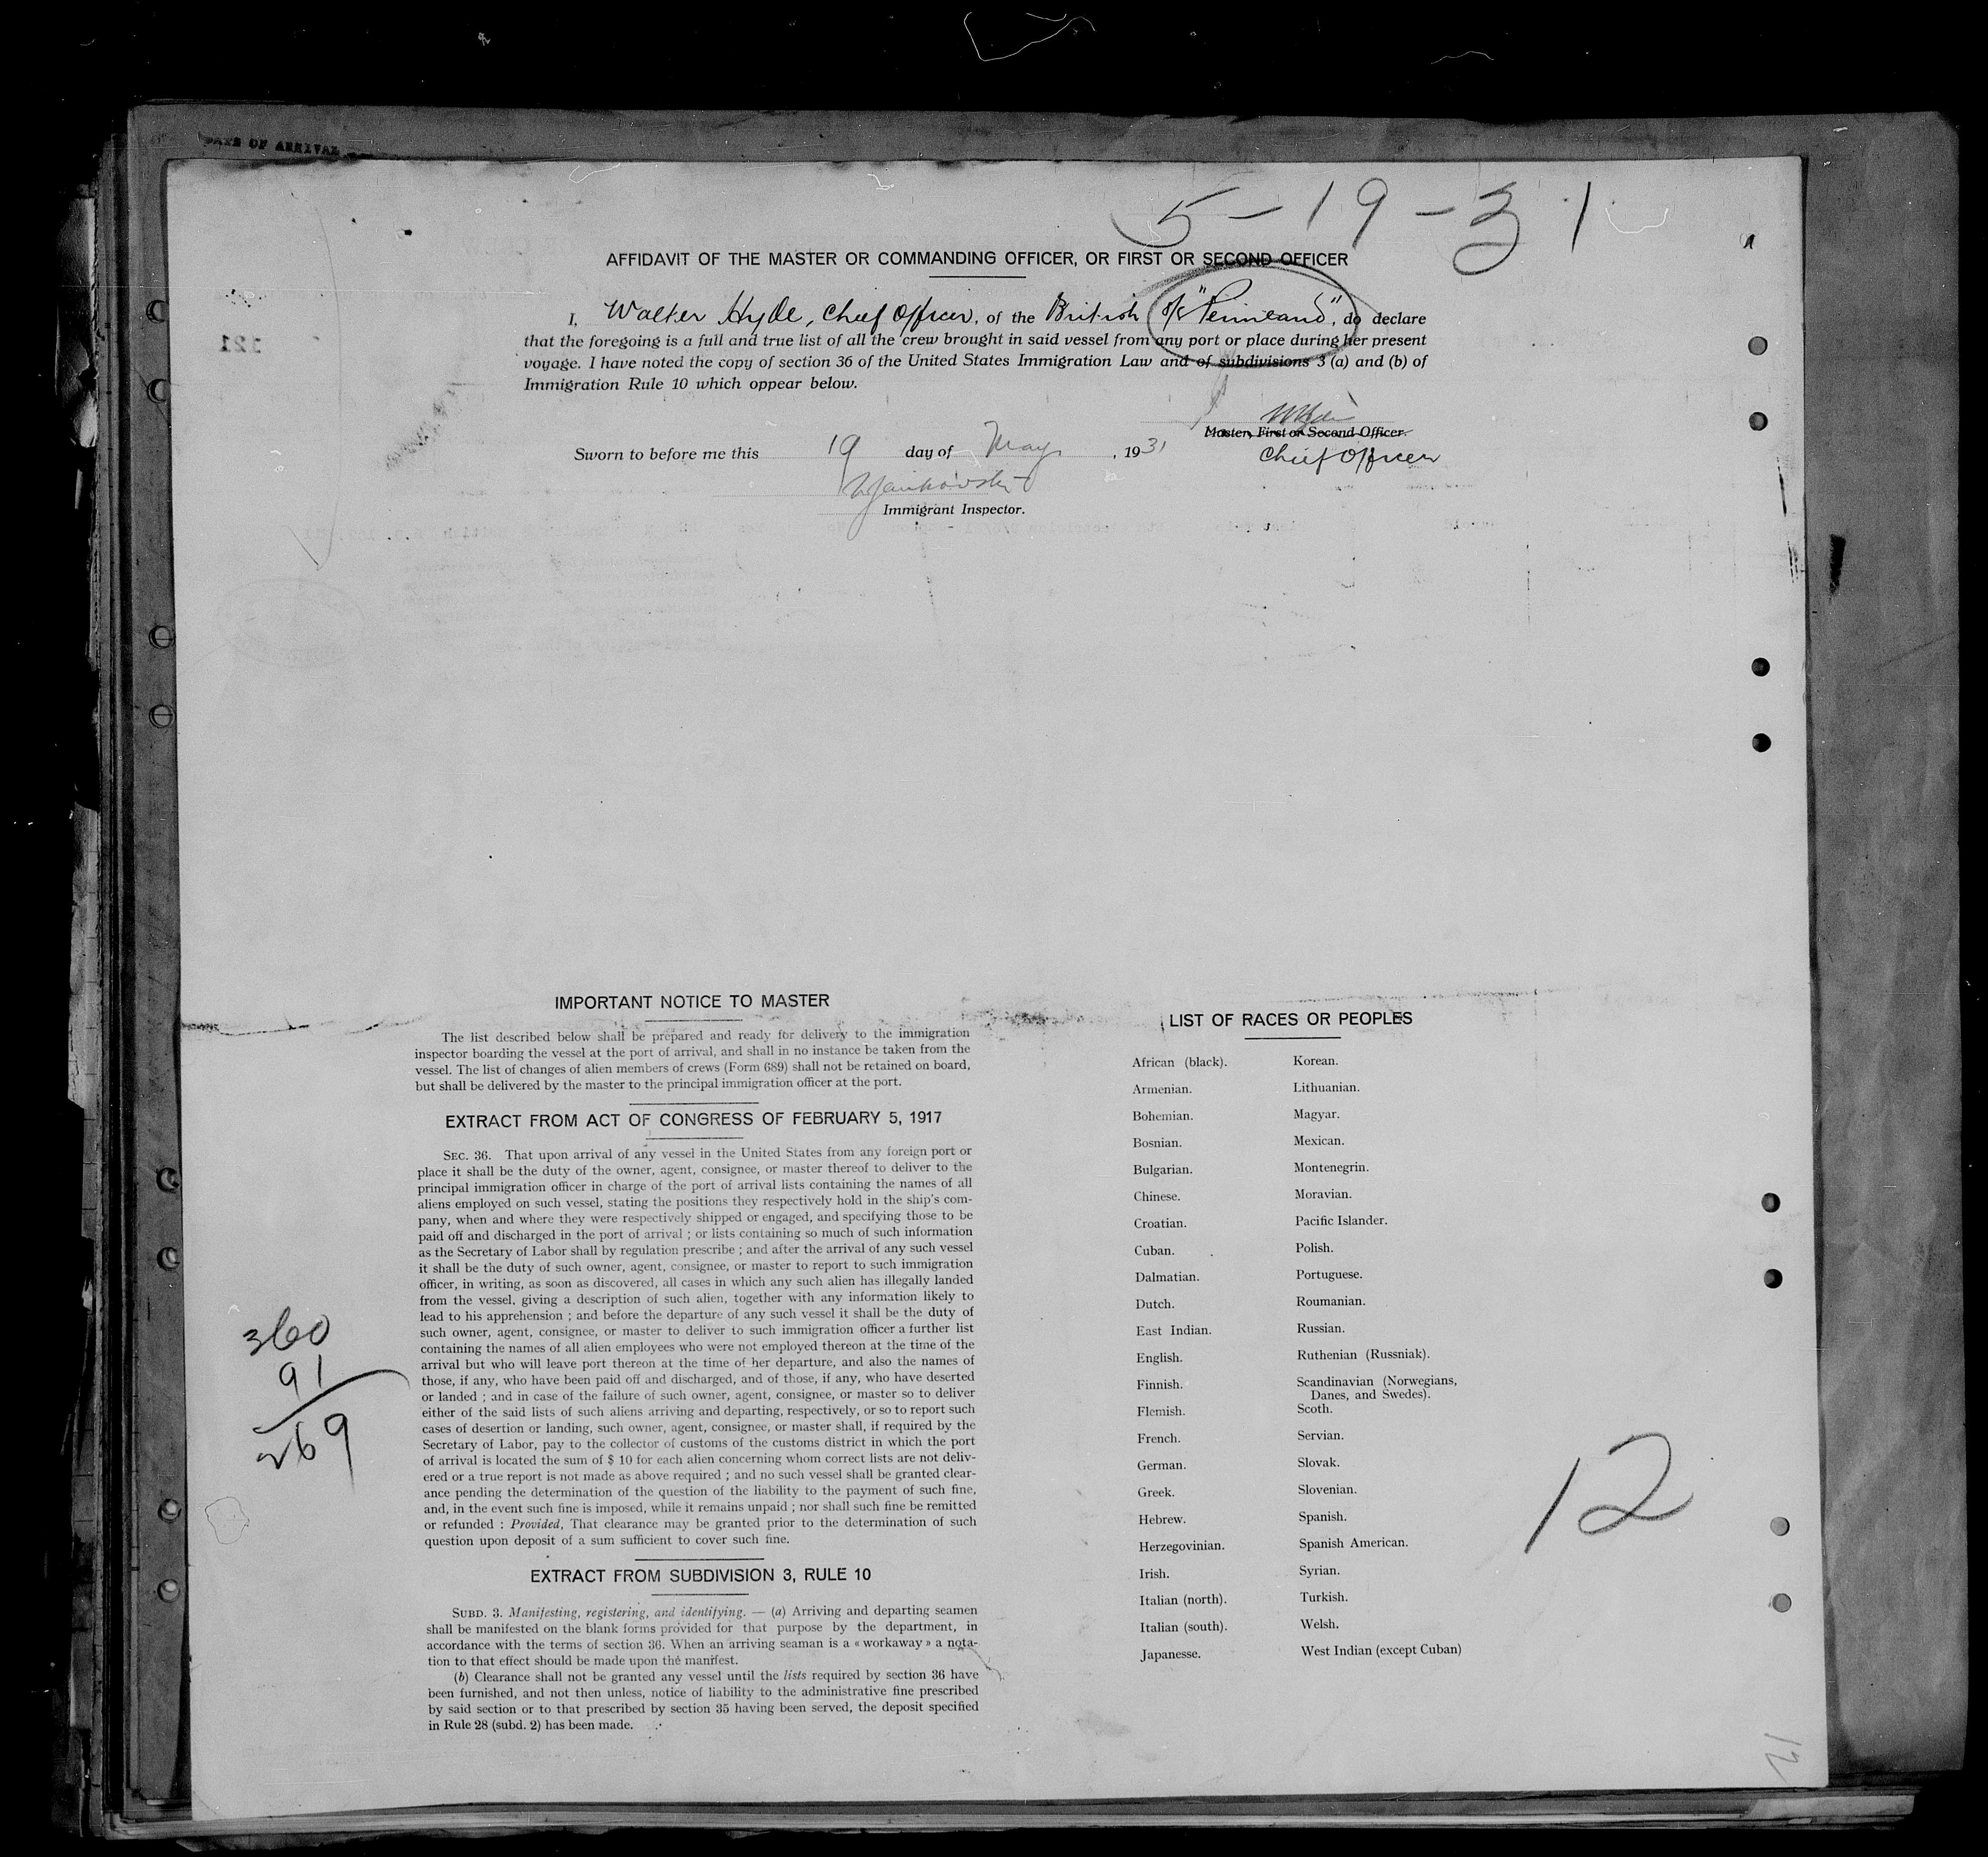 DATE OF ARRIVAL
5-19-31
AFFIDAVIT OF THE MASTER OR COMMANDING OFFICER, OR FIRST OR SECOND OFFICER
I, Walter Hyde, Chief Officer, of the British s/s "Pennland", do declare
that the foregoing is a full and true list of all the crew brought in said vessel from any port or place during her present
voyage. I have noted the copy of section 36 of the United States Immigration Law and of subdivisions 3 (a) and (b) of
Immigration Rule 10 which oppear below.
WHyde
Master, First or Second Officer.
Chief Officer
Sworn to before me this 19 day of May, 1931
Immigrant Inspector.
121
IMPORTANT NOTICE TO MASTER
The list described below shall be prepared and ready for delivery to the immigration
inspector boarding the vessel at the port of arrival, and shall in no instance be taken from the
vessel. The list of changes of alien members of crews (Form 689) shall not be retained on board,
but shall be delivered by the master to the principal immigration officer at the port.
EXTRACT FROM ACT OF CONGRESS OF FEBRUARY 5, 1917
SEC. 36. That upon arrival of any vessel in the United States from any foreign port or
place it shall be the duty of the owner, agent, consignee, or master thereof to deliver to the
principal immigration officer in charge of the port of arrival lists containing the names of all
aliens employed on such vessel, stating the positions they respectively hold in the ship's com-
pany, when and where they were respectively shipped or engaged, and specifying those to be
paid off and discharged in the port of arrival ; or lists containing so much of such information
as the Secretary of Labor shall by regulation prescribe ; and after the arrival of any such vessel
it shall be the duty of such owner, agent, consignee, or master to report to such immigration
officer, in writing, as soon as discovered, all cases in which any such alien has illegally landed
from the vessel, giving a description of such alien, together with any information likely to
lead to his apprehension ; and before the departure of any such vessel it shall be the duty of
such owner, agent, consignee, or master to deliver to such immigration officer a further list
containing the names of all alien employees who were not employed thereon at the time of the
arrival but who will leave port thereon at the time of her departure, and also the names of
those, if any, who have been paid off and discharged, and of those, if any, who have deserted
or landed ; and in case of the failure of such owner, agent, consignee, or master so to deliver
either of the said lists of such aliens arriving and departing, respectively, or so to report such
cases of desertion or landing, such owner, agent, consignee, or master shall, if required by the
Secretary of Labor, pay to the collector of customs of the customs district in which the port
of arrival is located the sum of $ 10 for each alien concerning whom correct lists are not deliv-
ered or a true report is not made as above required ; and no such vessel shall be granted clear-
ance pending the determination of the question of the liability to the payment of such fine,
and, in the event such fine is imposed, while it remains unpaid ; nor shall such fine be remitted
or refunded : Provided, That clearance may be granted prior to the determination of such
question upon deposit of a sum sufficient to cover such fine.
EXTRACT FROM SUBDIVISION 3, RULE 10
SUBD. 3. Manifesting, registering, and identifying. — (a) Arriving and departing seamen
shall be manifested on the blank forms provided for that purpose by the department, in
accordance with the terms of section 36. When an arriving seaman is a « workaway » a nota-
tion to that effect should be made upon the manifest.
(b) Clearance shall not be granted any vessel until the lists required by section 36 have
been furnished, and not then unless, notice of liability to the administrative fine prescribed
by said section or to that prescribed by section 35 having been served, the deposit specified
in Rule 28 (subd. 2) has been made.
360
91
269
LIST OF RACES OR PEOPLES
African (black).
Armenian.
Bohemian.
Bosnian.
Bulgarian.
Chinese.
Croatian.
Cuban.
Dalmatian.
Dutch.
East Indian.
English.
Finnish.
Flemish.
French.
German.
Greek.
Hebrew.
Herzegovinian.
Irish.
Italian (north).
Italian (south).
Japanesse.
Korean.
Lithuanian.
Magyar.
Mexican.
Montenegrin.
Moravian.
Pacific Islander.
Polish.
Portuguese.
Roumanian.
Russian.
Ruthenian (Russniak).
Scandinavian (Norwegians,
Danes, and Swedes).
Scoth.
Servian.
Slovak.
Slovenian.
Spanish.
Spanish American.
Syrian.
Turkish.
Welsh.
West Indian (except Cuban)
12
12